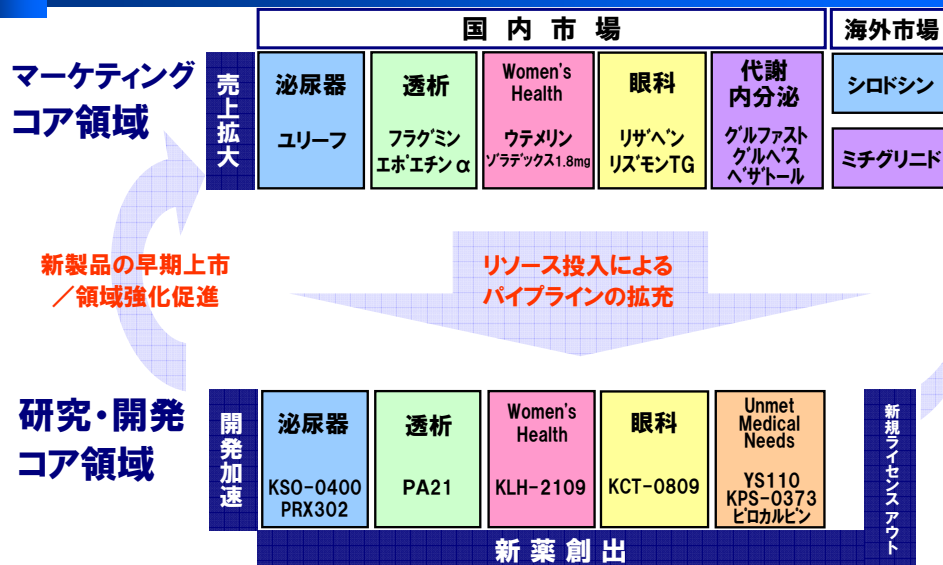 国内市場
海外市場
マーケティング
コア領域
売上拡大
泌尿器
ユリーフ
透析
フラグミン
エポエチンα
Women's
Health
ウテメリン
ゾラデックス1.8mg
眼科
リザベン
リズモンTG
代謝
内分泌
グルファスト
グルベス
ベザトール
シロドシン
ミチグリニド
新製品の早期上市
／領域強化促進
リソース投入による
パイプラインの拡充
研究・開発
コア領域
開発加速
泌尿器
KSO-0400
PRX302
透析
PA21
Women's
Health
KLH-2109
眼科
KCT-0809
Unmet
Medical
Needs
YS110
KPS-0373
ピロカルピン
新規ライセンスアウト
新薬創出